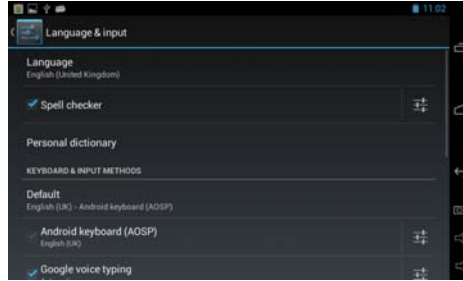 11:02
Language & input
Language
English (United Kingdom)
Spell checker
Personal dictionary
KEYBOARD & INPUT METHODS
Default
English (UK) - Android keyboard (AOSP)
Android keyboard (AOSP)
English (UK)
Google voice typing